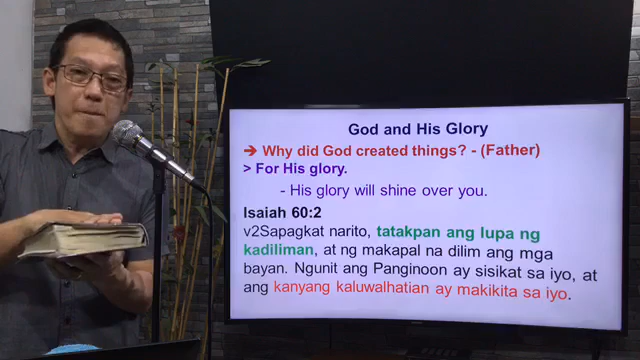 God and His Glory
➔ Why did God created things? - (Father)
> For His glory.
- His glory will shine over you.
Isaiah 60:2
v2Sapagkat narito, tatakpan ang lupa ng
kadiliman, at ng makapal na dilim ang mga
bayan. Ngunit ang Panginoon ay sisikat sa iyo, at
ang kanyang kaluwalhatian ay makikita sa iyo.